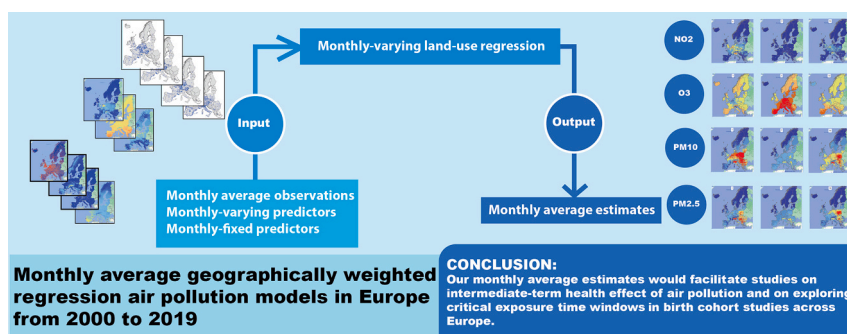 Monthly-varying land-use regression
Input
Output
Monthly average observations
Monthly-varying predictors
Monthly-fixed predictors
Monthly average estimates
NO2
O3
PM10
PM2.5
Monthly average geographically weighted
regression air pollution models in Europe
from 2000 to 2019
CONCLUSION:
Our monthly average estimates would facilitate studies on
intermediate-term health effect of air pollution and on exploring
critical exposure time windows in birth cohort studies across
Europe.